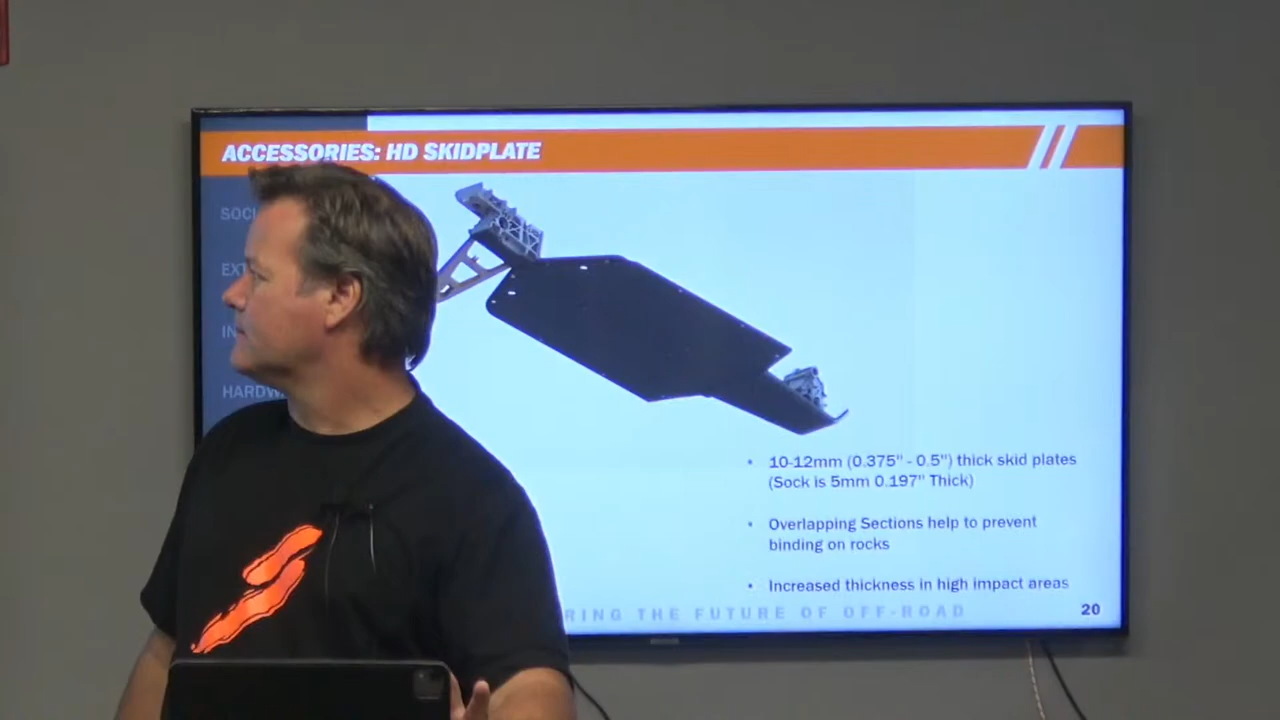 ACCESSORIES: HD SKIDPLATE
10-12mm (0.375" - 0.5") thick skid plates
(Sock is 5mm 0.197" Thick)
Overlapping Sections help to prevent
binding on rocks
Increased thickness in high impact areas
THE FUTURE OF OFF-ROAD
20